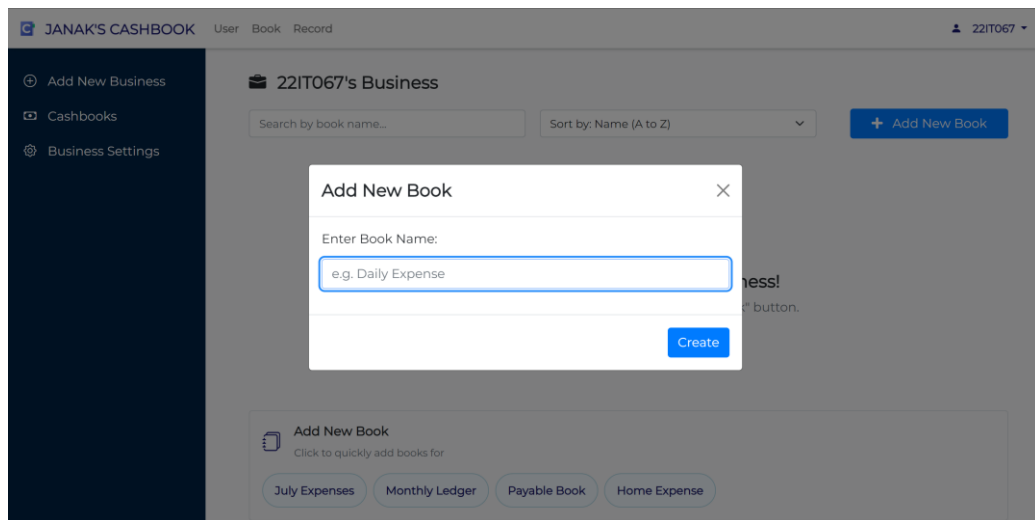 JANAK'S CASHBOOK User Book Record 22IT067
Add New Business
Cashbooks
Business Settings
22IT067's Business
Search by book name... Sort by: Name (A to Z) Add New Book
Add New Book
Enter Book Name:
e.g. Daily Expense
Create
button.
Add New Book
Click to quickly add books for
July Expenses Monthly Ledger Payable Book Home Expense